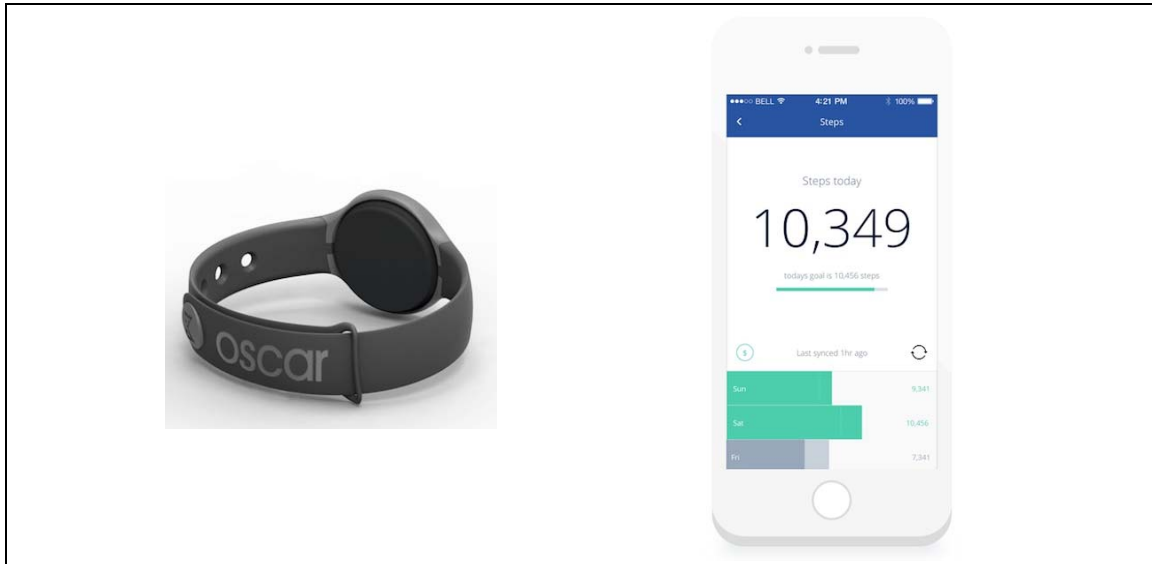 oscar
BELL 4:21 PM 100%
Steps
Steps today
10,349
todays goal is 10,456 steps
$ Last synced 1hr ago
Sun 9,341
Sat 10,456
Fri 7,341